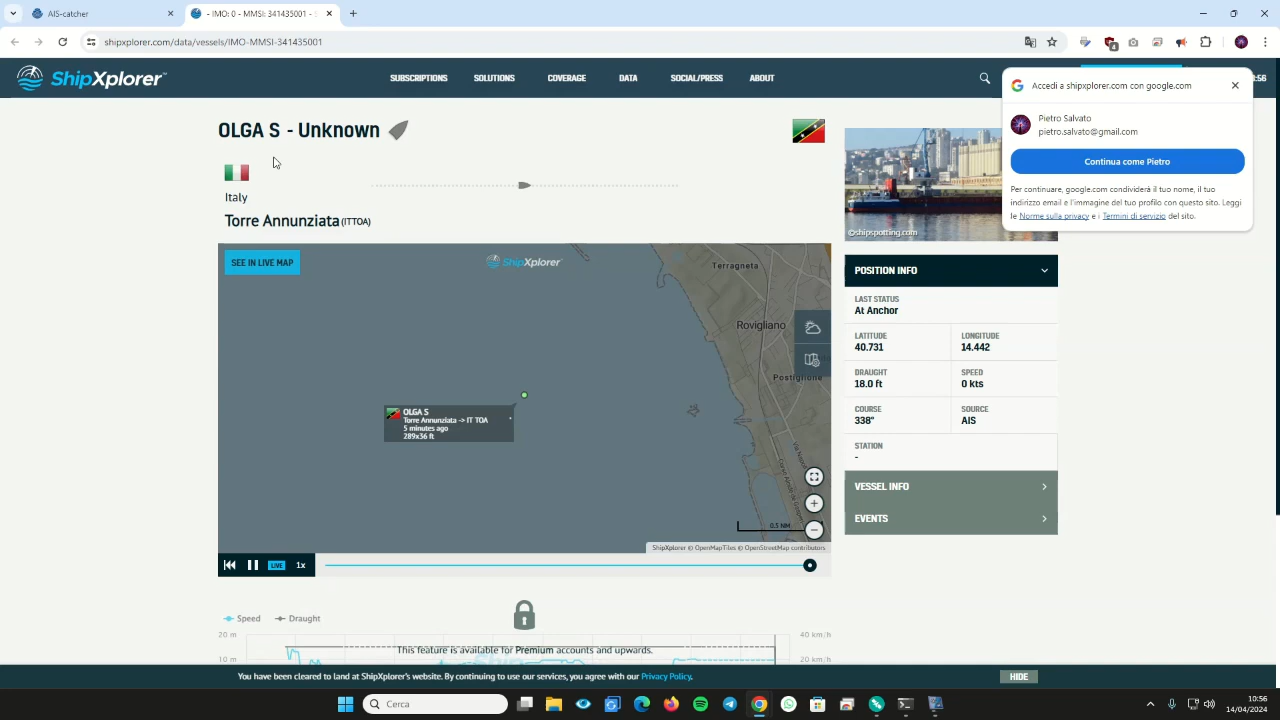 AIS-catcher
- IMO: 0 - MMSI 341435001 - S
shipxplorer.com/data/vessels/IMO-MMSI-341435001
ShipXplorer
SUBSCRIPTIONS
SOLUTIONS
COVERAGE
DATA
SOCIAL/PRESS
ABOUT
:56
Accedi a shipxplorer.com con google.com
Pietro Salvato
pietro.salvato@gmail.com
Continua come Pietro
Per continuare, google.com condividerà il tuo nome, il tuo
indirizzo email e l'immagine del tuo profilo con questo sito. Leggi
le Norme sulla privacy e i Termini di servizio del sito.
OLGA S - Unknown
Italy
Torre Annunziata (ITTOA)
©shipspotting.com
SEE IN LIVE MAP
ShipXplorer
Terragneta
Rovigliano
Postiglione
OLGA S
Torre Annunziata -> IT TOA
5 minutes ago
289x36 ft
0.5 NM
ShipXplorer © OpenMapTiles © OpenStreetMap contributors
LIVE
1x
POSITION INFO
LAST STATUS
At Anchor
LATITUDE
40.731
LONGITUDE
14.442
DRAUGHT
18.0 ft
SPEED
0 kts
COURSE
338°
SOURCE
AIS
STATION
-
VESSEL INFO
EVENTS
Speed
Draught
20 m
40 km/h
10 m
20 km/h
This feature is available for Premium accounts and upwards.
You have been cleared to land at ShipXplorer's website. By continuing to use our services, you agree with our Privacy Policy.
HIDE
Cerca
10:56
14/04/2024